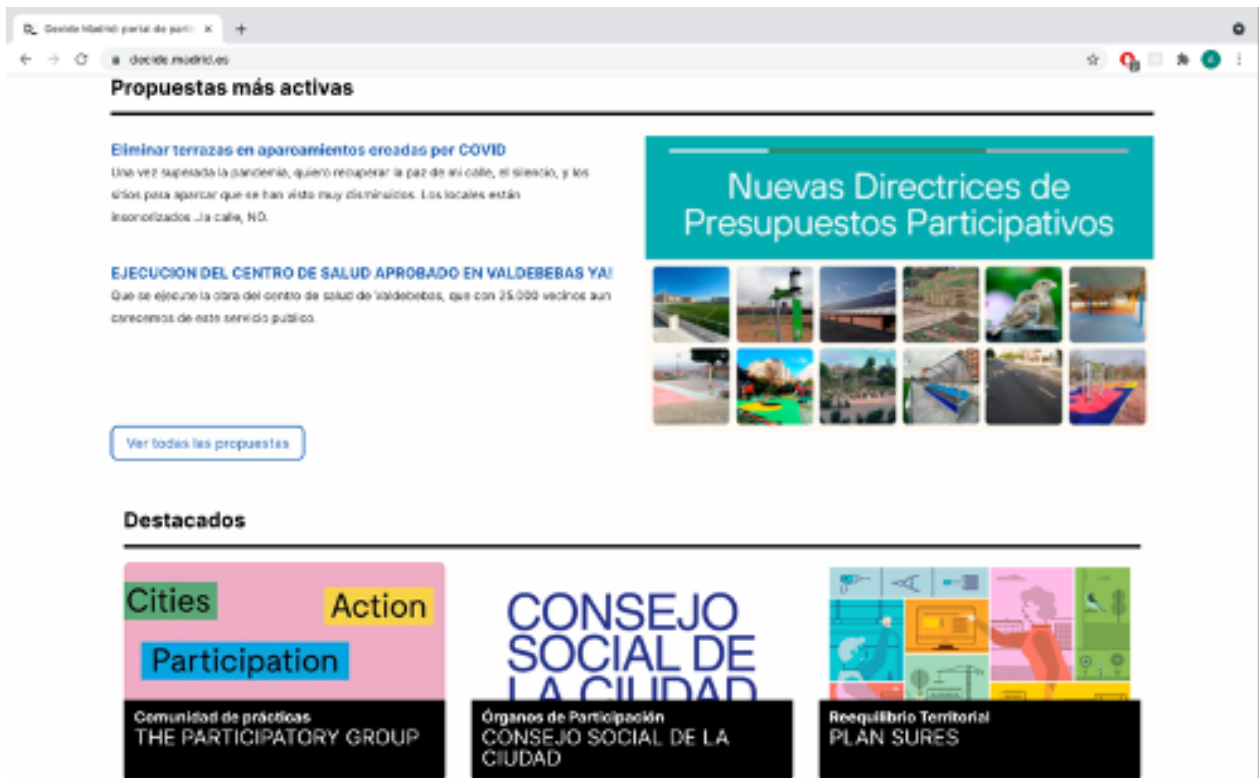 Decide Madrid: portal de partic
decide.madrid.es
Propuestas más activas
Eliminar terrazas en aparcamientos creadas por COVID
Una vez superada la pandemia, quiero recuperar la paz de mi calle, el silencio, y los
sitios para aparcar que se han visto muy disminuidos. Los locales están
insonorizados ...la calle, NO.
EJECUCION DEL CENTRO DE SALUD APROBADO EN VALDEBEBAS YA!
Que se ejecute la obra del centro de salud de Valdebebas, que con 25.000 vecinos aun
carecemos de este servicio publico.
Ver todas las propuestas
Nuevas Directrices de
Presupuestos Participativos
Destacados
Cities
Action
Participation
Comunidad de prácticas
THE PARTICIPATORY GROUP
CONSEJO
SOCIAL DE
LA CIUDAD
Órganos de Participación
CONSEJO SOCIAL DE LA
CIUDAD
Reequilibrio Territorial
PLAN SURES